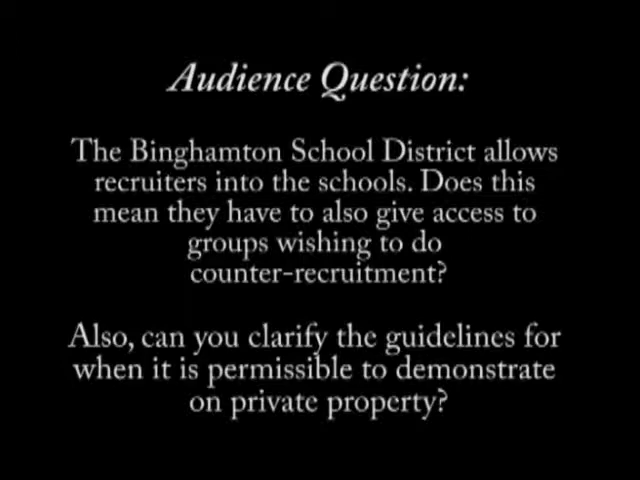 Audience Question:
The Binghamton School District allows
recruiters into the schools. Does this
mean they have to also give access to
groups wishing to do
counter-recruitment?
Also, can you clarify the guidelines for
when it is permissible to demonstrate
on private property?